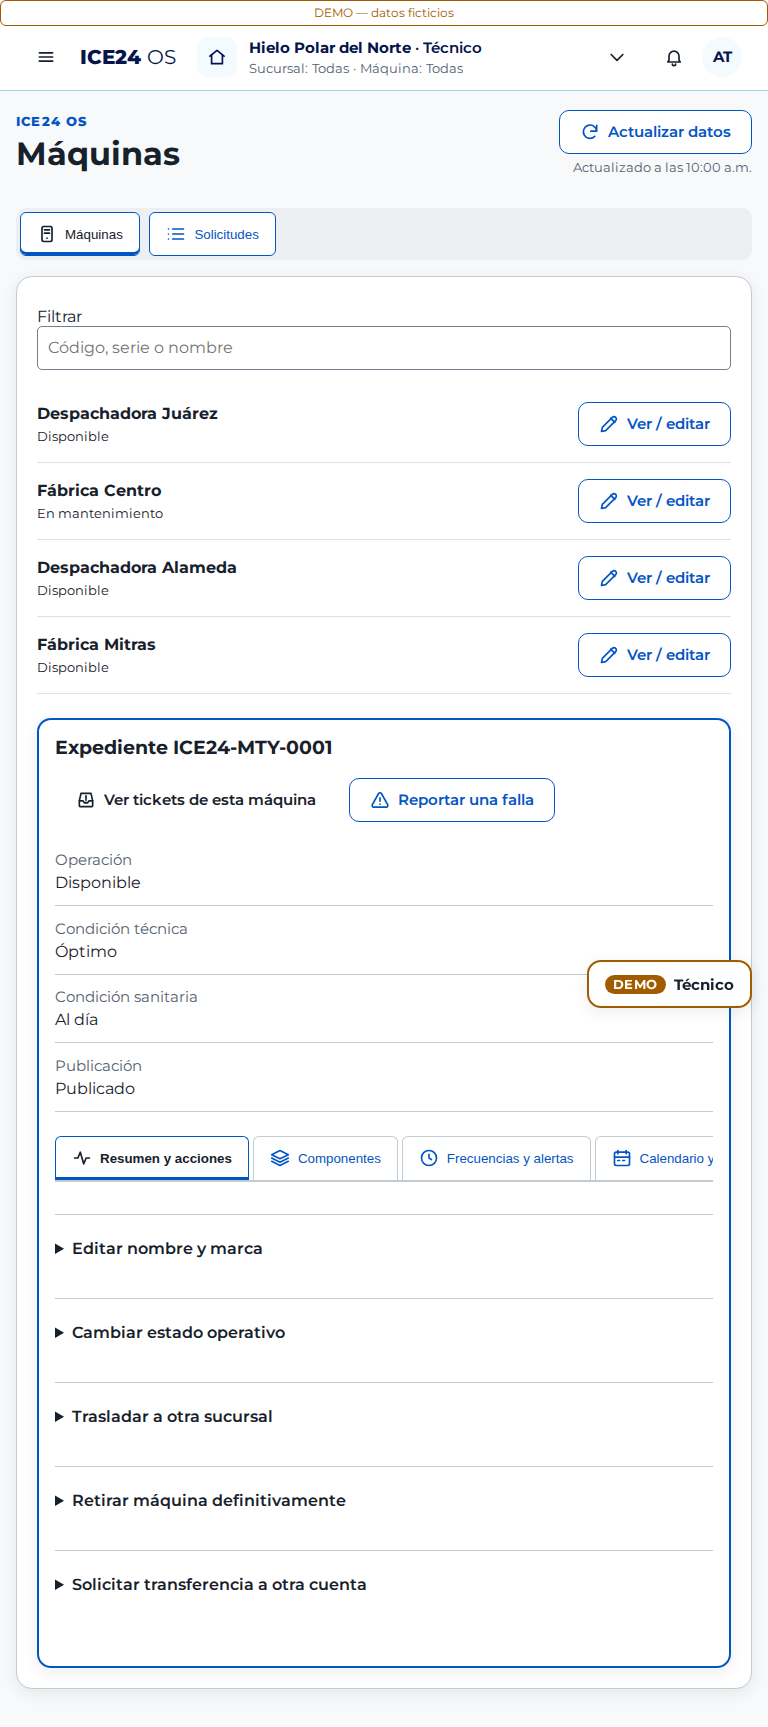 DEMO — datos ficticios
ICE24 OS
Hielo Polar del Norte · Técnico
Sucursal: Todas · Máquina: Todas
AT
ICE24 OS
Máquinas
Actualizar datos
Actualizado a las 10:00 a.m.
Máquinas
Solicitudes
Filtrar
Código, serie o nombre
Despachadora Juárez
Disponible
Ver / editar
Fábrica Centro
En mantenimiento
Ver / editar
Despachadora Alameda
Disponible
Ver / editar
Fábrica Mitras
Disponible
Ver / editar
Expediente ICE24-MTY-0001
Ver tickets de esta máquina
Reportar una falla
Operación
Disponible
Condición técnica
Óptimo
Condición sanitaria
Al día
DEMO Técnico
Publicación
Publicado
Resumen y acciones
Componentes
Frecuencias y alertas
Calendario y
Editar nombre y marca
Cambiar estado operativo
Trasladar a otra sucursal
Retirar máquina definitivamente
Solicitar transferencia a otra cuenta